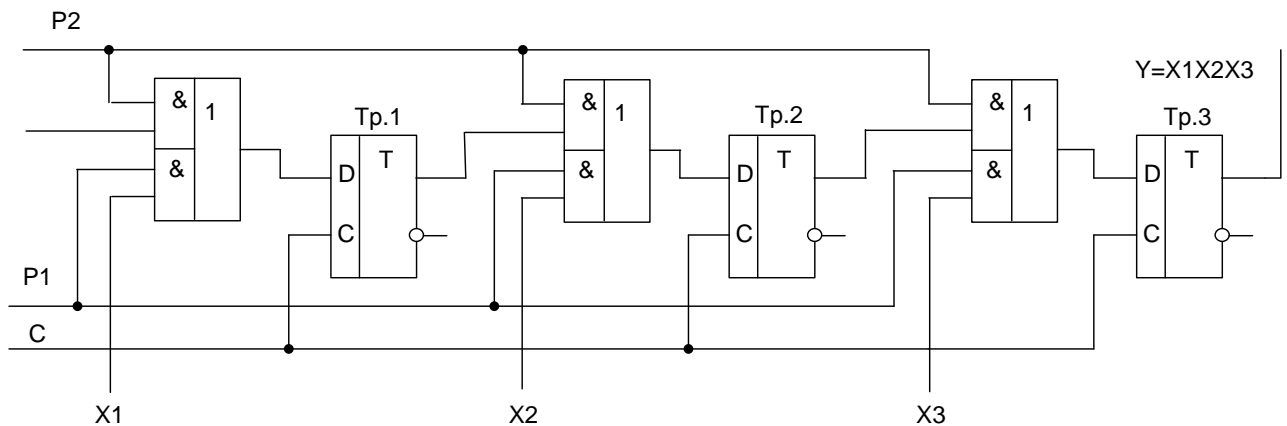 P2
Y=X1X2X3
& 1 & 1 & 1
Tp.1 Tp.2 Tp.3
& D T & D T & D T
C C C
P1
C
X1 X2 X3